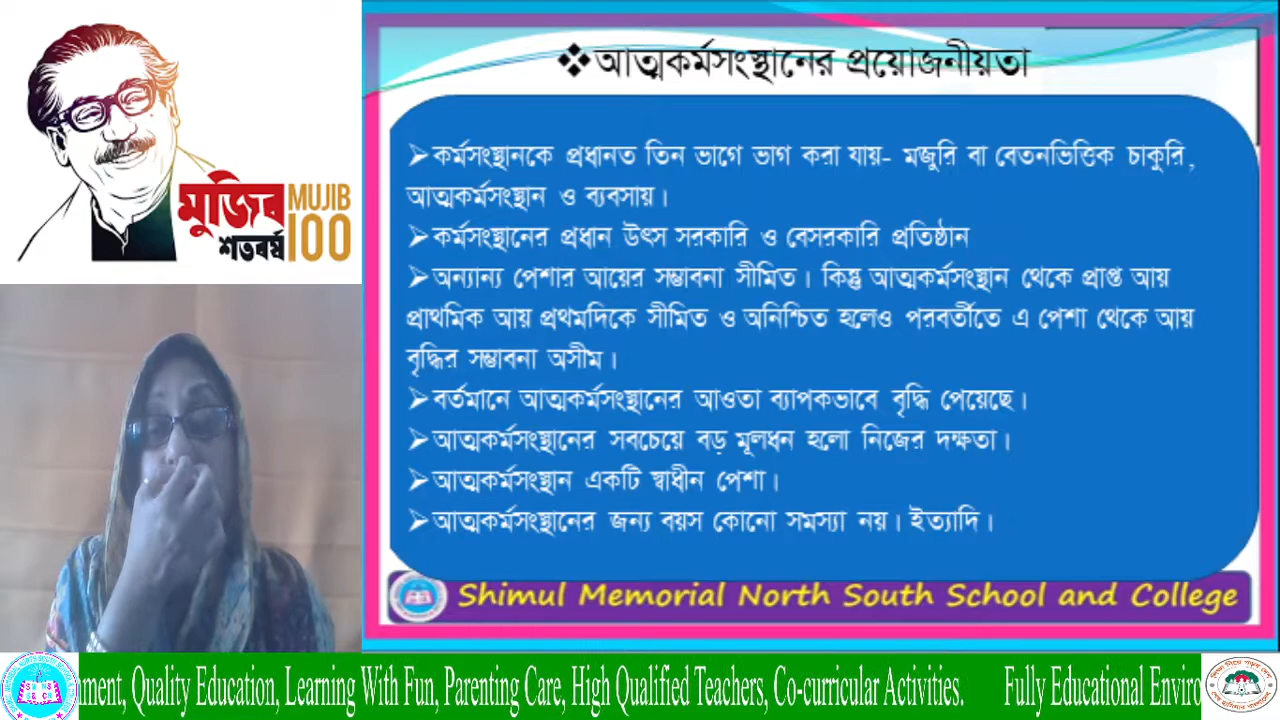 ❖আত্মকর্মসংস্থানের প্রয়োজনীয়তা
➢কর্মসংস্থানকে প্রধানত তিন ভাগে ভাগ করা যায়- মজুরি বা বেতনভিত্তিক চাকুরি,
আত্মকর্মসংস্থান ও ব্যবসায়।
➢কর্মসংস্থানের প্রধান উৎস সরকারি ও বেসরকারি প্রতিষ্ঠান
➢অন্যান্য পেশার আয়ের সম্ভাবনা সীমিত। কিন্তু আত্মকর্মসংস্থান থেকে প্রাপ্ত আয়
প্রাথমিক আয় প্রথমদিকে সীমিত ও অনিশ্চিত হলেও পরবর্তীতে এ পেশা থেকে আয়
বৃদ্ধির সম্ভাবনা অসীম।
➢বর্তমানে আত্মকর্মসংস্থানের আওতা ব্যাপকভাবে বৃদ্ধি পেয়েছে।
➢আত্মকর্মসংস্থানের সবচেয়ে বড় মূলধন হলো নিজের দক্ষতা।
➢আত্মকর্মসংস্থান একটি স্বাধীন পেশা।
➢আত্মকর্মসংস্থানের জন্য বয়স কোনো সমস্যা নয়। ইত্যাদি।
Shimul Memorial North South School and College
মুজিব
শতবর্ষ
MUJIB
100
nment, Quality Education, Learning With Fun, Parenting Care, High Qualified Teachers, Co-curricular Activities. Fully Educational Enviro